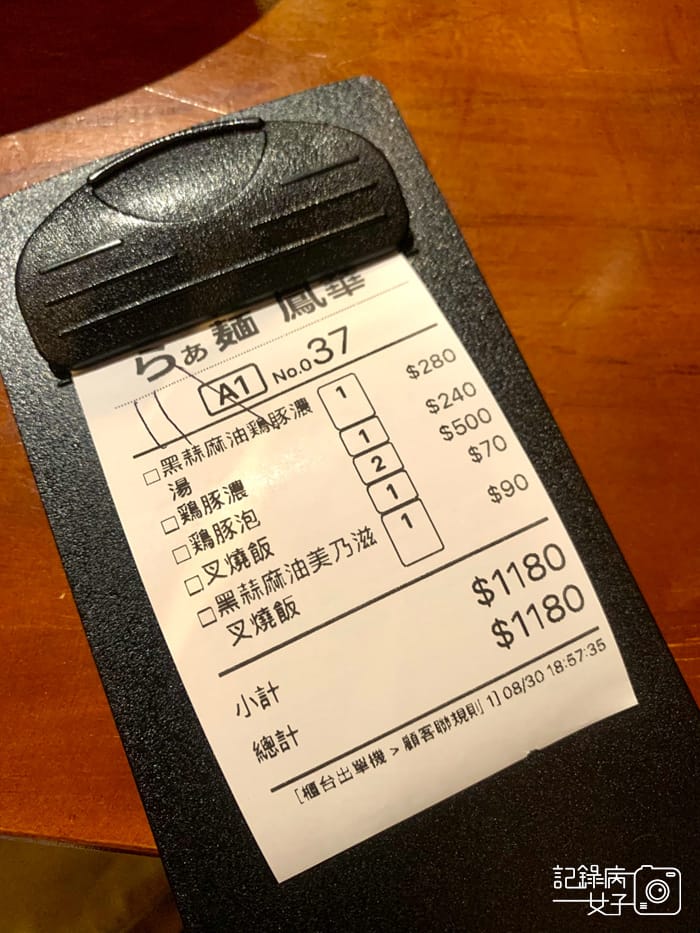 らぁ麺 鳳華
A1 No.037
□黑蒜麻油鶏豚濃湯 1 $280
□鶏豚濃 1 $240
□鶏豚泡 2 $500
□叉燒飯 1 $70
□黑蒜麻油美乃滋叉燒飯 1 $90
小計 $1180
總計 $1180
[櫃台出單機 > 顧客聯規則 1] 08/30 18:57:35
記錄病
女子